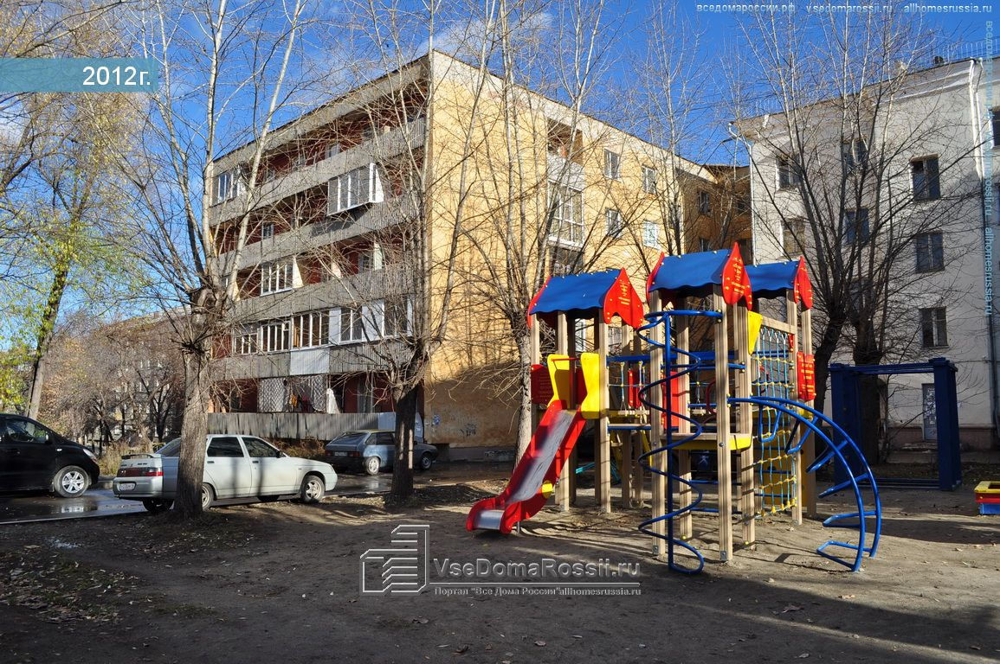 вседомароссии.рф vsedomarossii.ru allhomesrussia.ru
2012г.
VseDomaRossii.ru
Портал "Все Дома России" allhomesrussia.ru